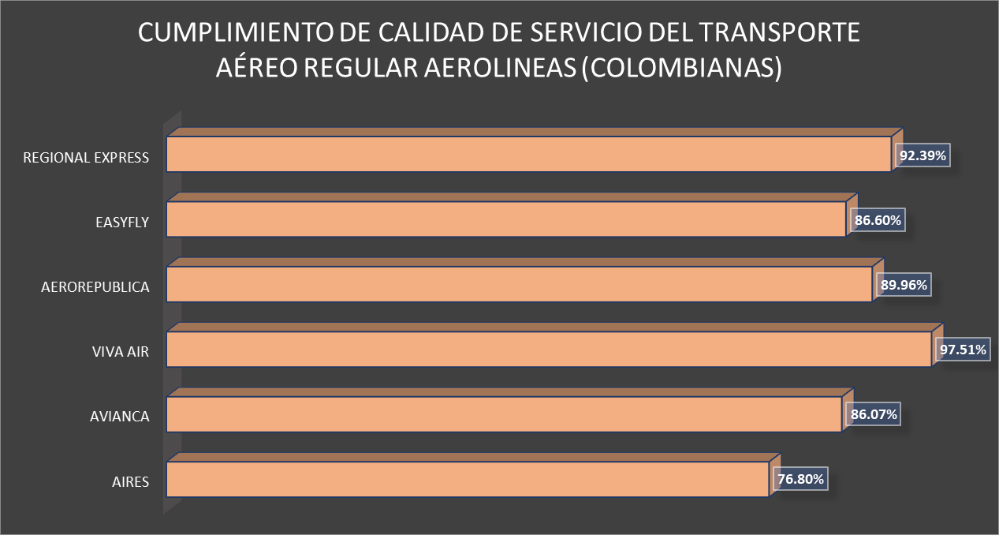 CUMPLIMIENTO DE CALIDAD DE SERVICIO DEL TRANSPORTE
AÉREO REGULAR AEROLINEAS (COLOMBIANAS)
REGIONAL EXPRESS
92.39%
EASYFLY
86.60%
AEROREPUBLICA
89.96%
VIVA AIR
97.51%
AVIANCA
86.07%
AIRES
76.80%